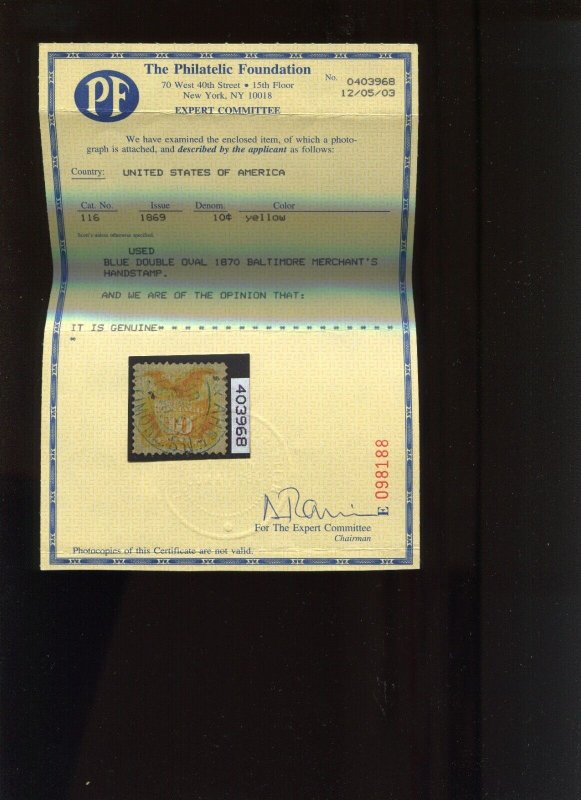 PF
The Philatelic Foundation
70 West 40th Street • 15th Floor
New York, NY 10018
EXPERT COMMITTEE
No. 0403968
12/05/03
We have examined the enclosed item, of which a photo-
graph is attached, and described by the applicant as follows:
Country: UNITED STATES OF AMERICA
Cat. No. Issue Denom. Color
116 1869 10¢ yellow
Scott's unless otherwise specified.
USED
BLUE DOUBLE OVAL 1870 BALTIMORE MERCHANT'S
HANDSTAMP.
AND WE ARE OF THE OPINION THAT:
IT IS GENUINE* * * * * * * * * * * * * * * * * * * * *
*
403968
E 098188
For The Expert Committee
Chairman
Photocopies of this Certificate are not valid.